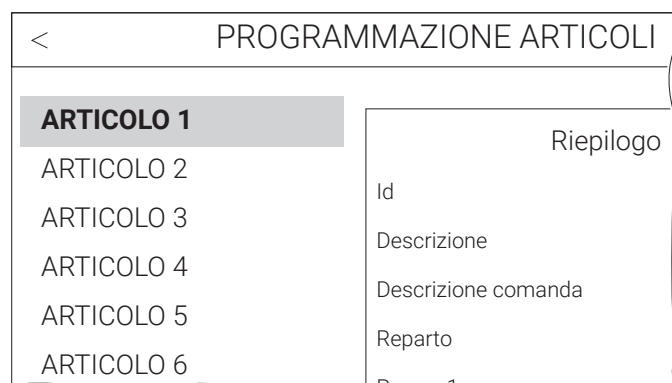 < PROGRAMMAZIONE ARTICOLI
ARTICOLO 1
ARTICOLO 2
ARTICOLO 3
ARTICOLO 4
ARTICOLO 5
ARTICOLO 6
Riepilogo
Id
Descrizione
Descrizione comanda
Reparto